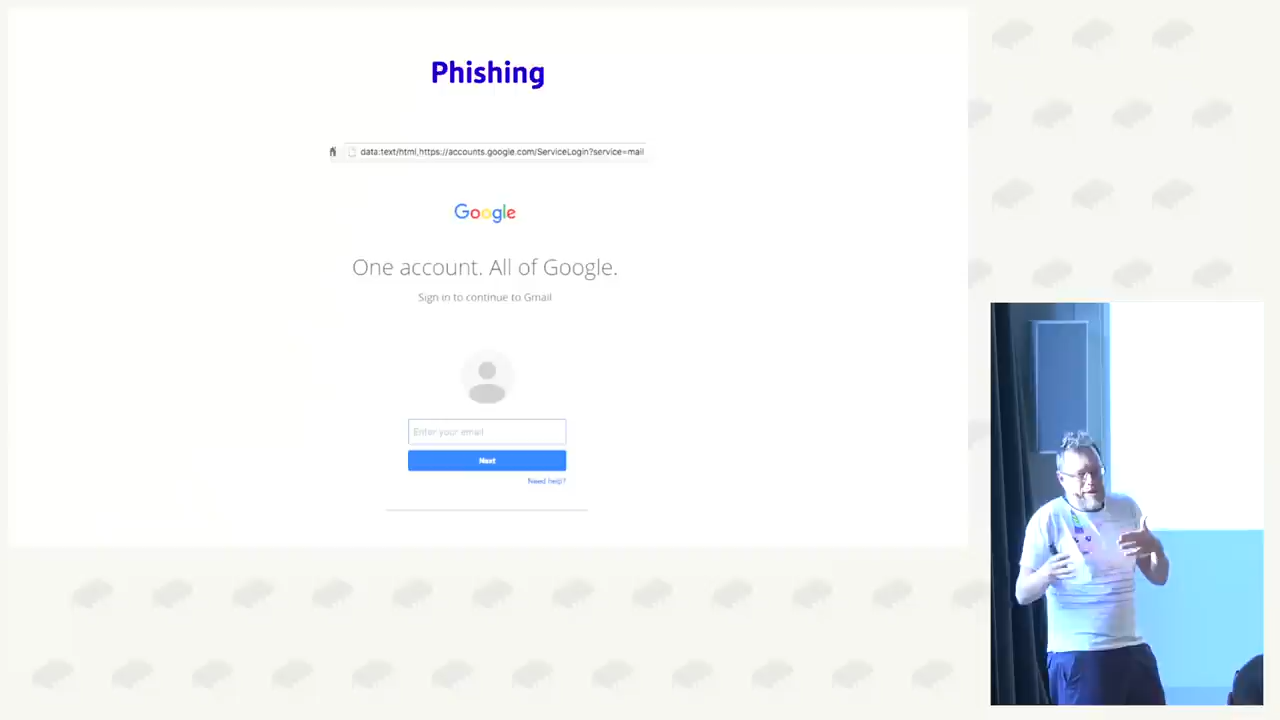 Phishing
data:text/html,https://accounts.google.com/ServiceLogin?service=mail
Google
One account. All of Google.
Sign in to continue to Gmail
Enter your email
Next
Need help?